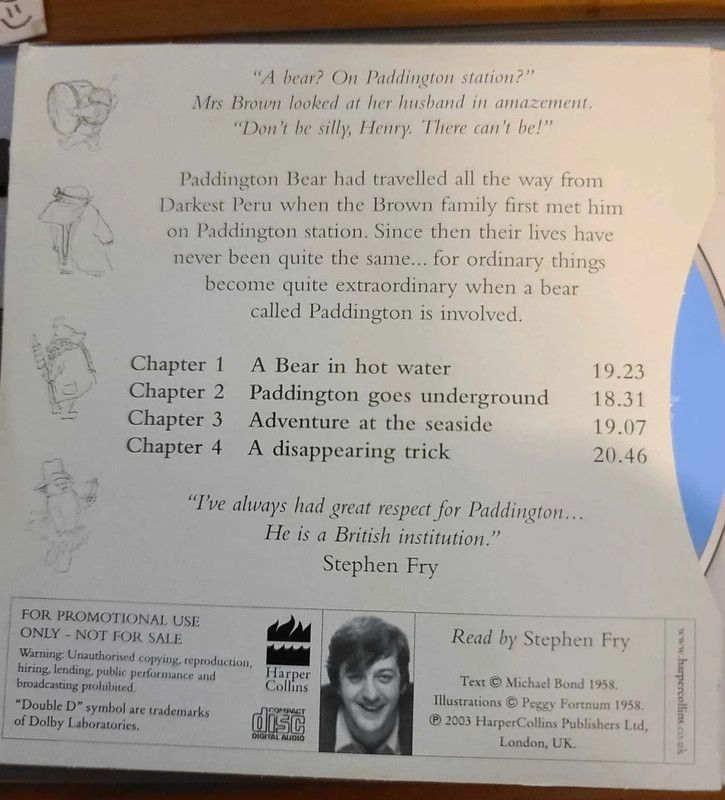 “A bear? On Paddington station?”
Mrs Brown looked at her husband in amazement.
“Don’t be silly, Henry. There can’t be!”
Paddington Bear had travelled all the way from
Darkest Peru when the Brown family first met him
on Paddington station. Since then their lives have
never been quite the same... for ordinary things
become quite extraordinary when a bear
called Paddington is involved.
Chapter 1 A Bear in hot water 19.23
Chapter 2 Paddington goes underground 18.31
Chapter 3 Adventure at the seaside 19.07
Chapter 4 A disappearing trick 20.46
“I’ve always had great respect for Paddington...
He is a British institution.”
Stephen Fry
FOR PROMOTIONAL USE
ONLY - NOT FOR SALE
Warning: Unauthorised copying, reproduction,
hiring, lending, public performance and
broadcasting prohibited.
“Double D” symbol are trademarks
of Dolby Laboratories.
Harper
Collins
COMPACT
disc
DIGITAL AUDIO
Read by Stephen Fry
Text © Michael Bond 1958.
Illustrations © Peggy Fortnum 1958.
℗ 2003 HarperCollins Publishers Ltd,
London, UK.
www.harpercollins.co.uk